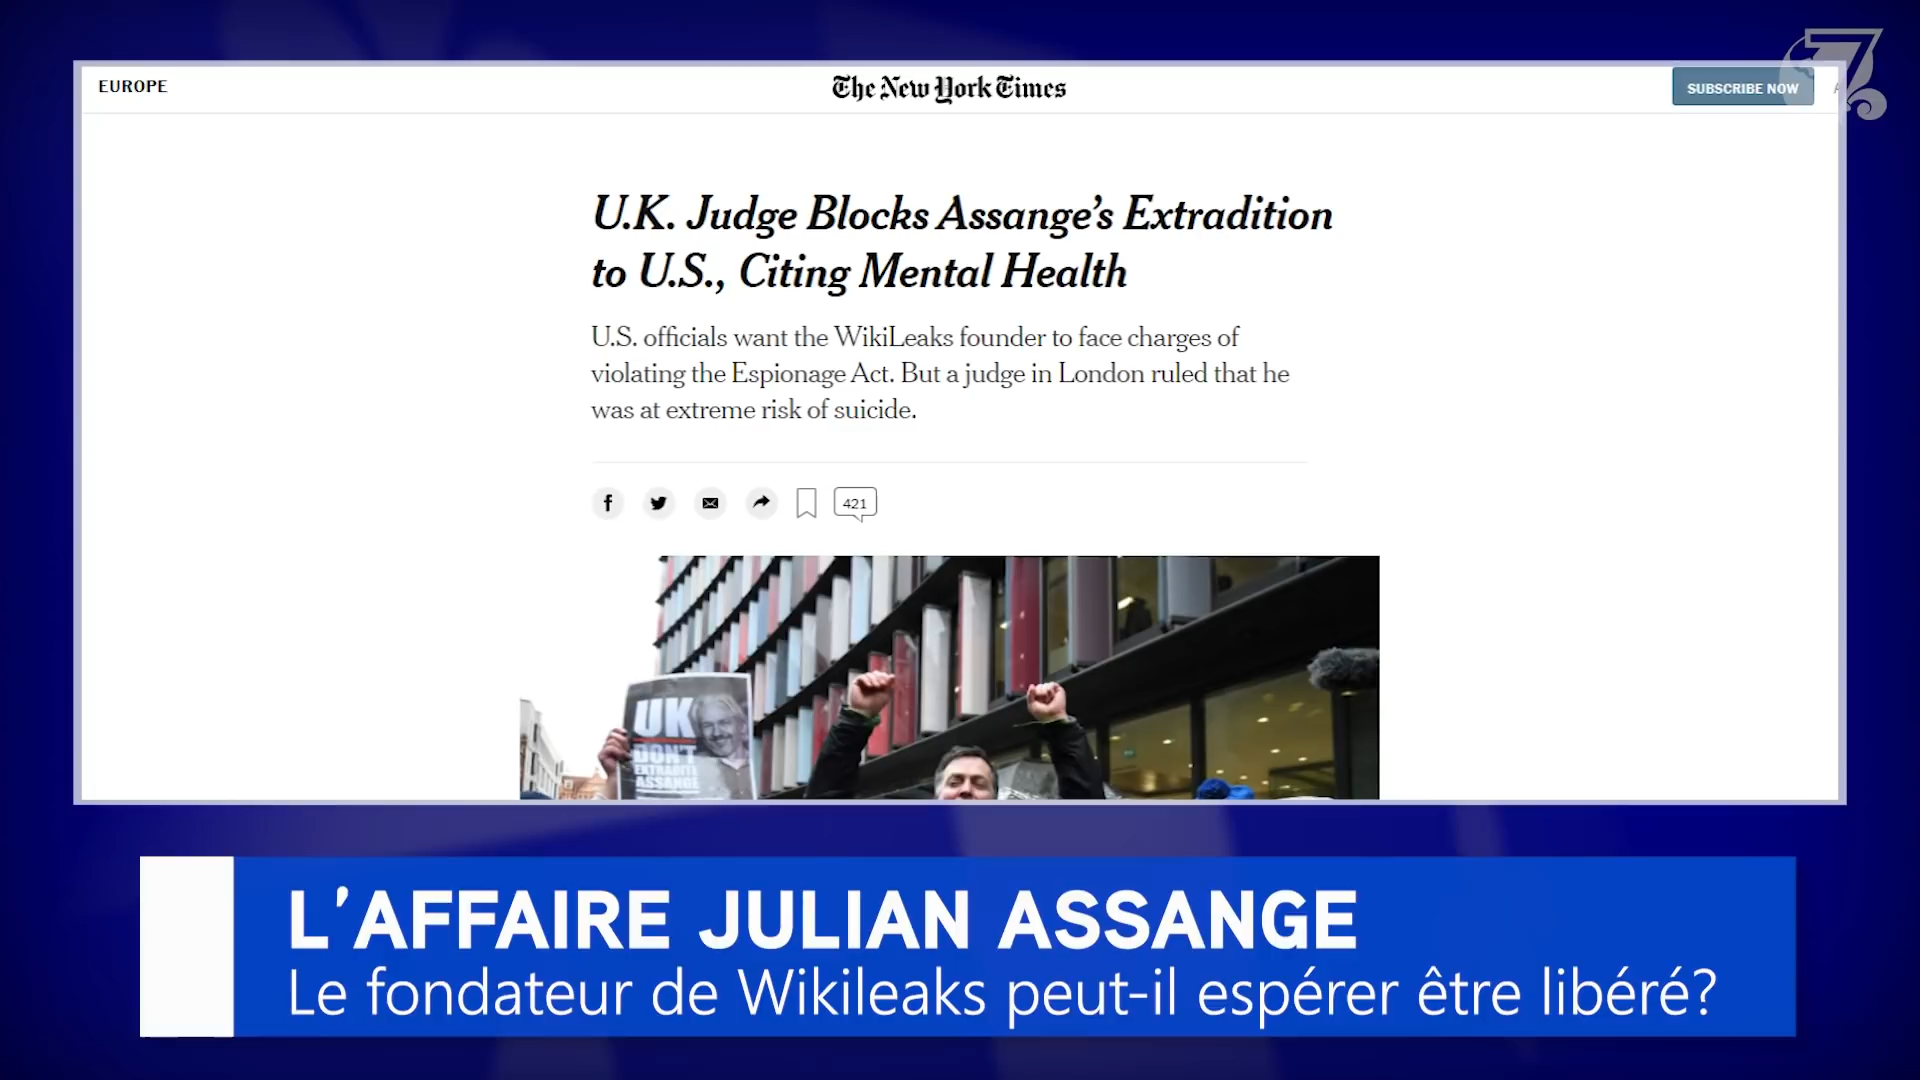 EUROPE
The New York Times
SUBSCRIBE NOW
7
U.K. Judge Blocks Assange's Extradition
to U.S., Citing Mental Health
U.S. officials want the WikiLeaks founder to face charges of
violating the Espionage Act. But a judge in London ruled that he
was at extreme risk of suicide.
421
UK
DON'T
EXTRADITE
ASSANGE
L'AFFAIRE JULIAN ASSANGE
Le fondateur de Wikileaks peut-il espérer être libéré?